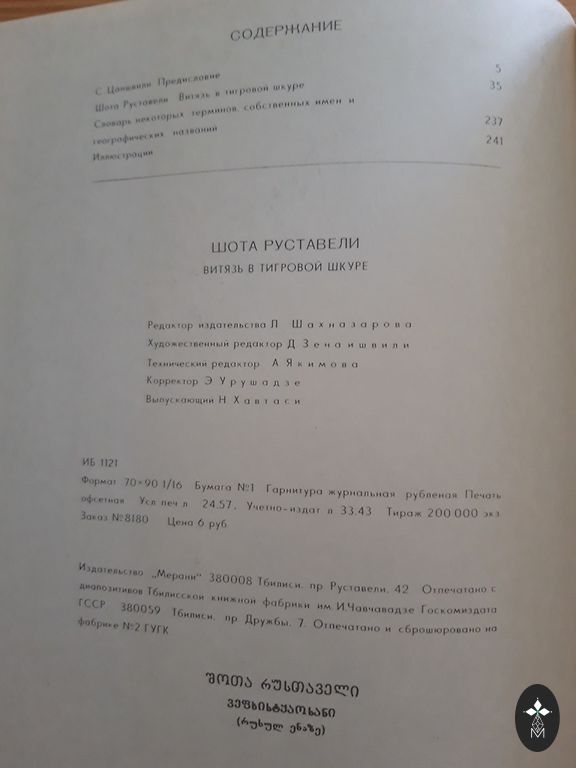 СОДЕРЖАНИЕ
С Цаишвили Предисловие 5
Шота Руставели Витязь в тигровой шкуре 35
Словарь некоторых терминов, собственных имен и
географических названий 237
Иллюстрации 241
ШОТА РУСТАВЕЛИ
ВИТЯЗЬ В ТИГРОВОЙ ШКУРЕ
Редактор издательства Л Шахназарова
Художественный редактор Д Зенаишвили
Технический редактор А Якимова
Корректор Э Урушадзе
Выпускающий Н Хавтаси
ИБ 1121
Формат 70×90 1/16 Бумага №1 Гарнитура журнальная рубленая Печать
офсетная Усл печ л 24.57, Учетно-издат л 33.43 Тираж 200 000 экз.
Заказ №8180 Цена 6 руб
Издательство „Мерани" 380008 Тбилиси. пр Руставели, 42 Отпечатано с
диапозитивов Тбилисской книжной фабрики им.И.Чавчавадзе Госкомиздата
ГССР 380059 Тбилиси. пр. Дружбы, 7. Отпечатано и сброшюровано на
фабрике №2 ГУГК
შოთა რუსთაველი
ვეფხისტყაოსანი
(რუსულ ენაზე)
M